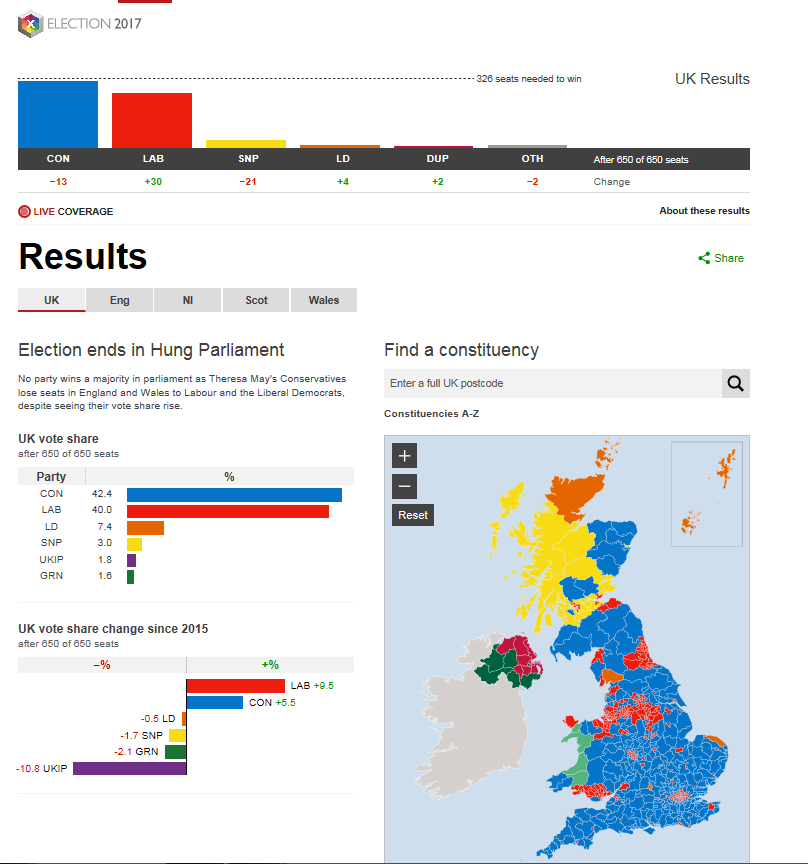 X ELECTION 2017
326 seats needed to win
UK Results
CON LAB SNP LD DUP OTH After 650 of 650 seats
−13 +30 −21 +4 +2 −2 Change
LIVE COVERAGE
About these results
Results
Share
UK Eng NI Scot Wales
Election ends in Hung Parliament
No party wins a majority in parliament as Theresa May's Conservatives
lose seats in England and Wales to Labour and the Liberal Democrats,
despite seeing their vote share rise.
UK vote share
after 650 of 650 seats
Party %
CON 42.4
LAB 40.0
LD 7.4
SNP 3.0
UKIP 1.8
GRN 1.6
UK vote share change since 2015
after 650 of 650 seats
−% +%
LAB +9.5
CON +5.5
-0.5 LD
-1.7 SNP
-2.1 GRN
-10.8 UKIP
Find a constituency
Enter a full UK postcode
Constituencies A-Z
+
−
Reset